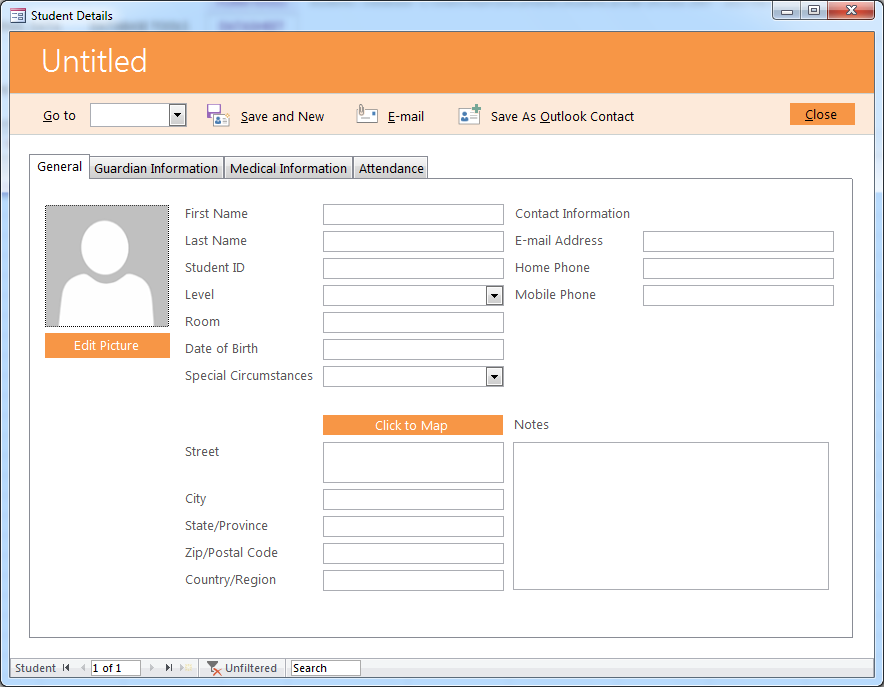 Student Details
Untitled
Go to Save and New E-mail Save As Outlook Contact Close
General Guardian Information Medical Information Attendance
First Name Contact Information
Last Name E-mail Address
Student ID Home Phone
Level Mobile Phone
Room
Edit Picture Date of Birth
Special Circumstances
Click to Map Notes
Street
City
State/Province
Zip/Postal Code
Country/Region
Student 1 of 1 Unfiltered Search